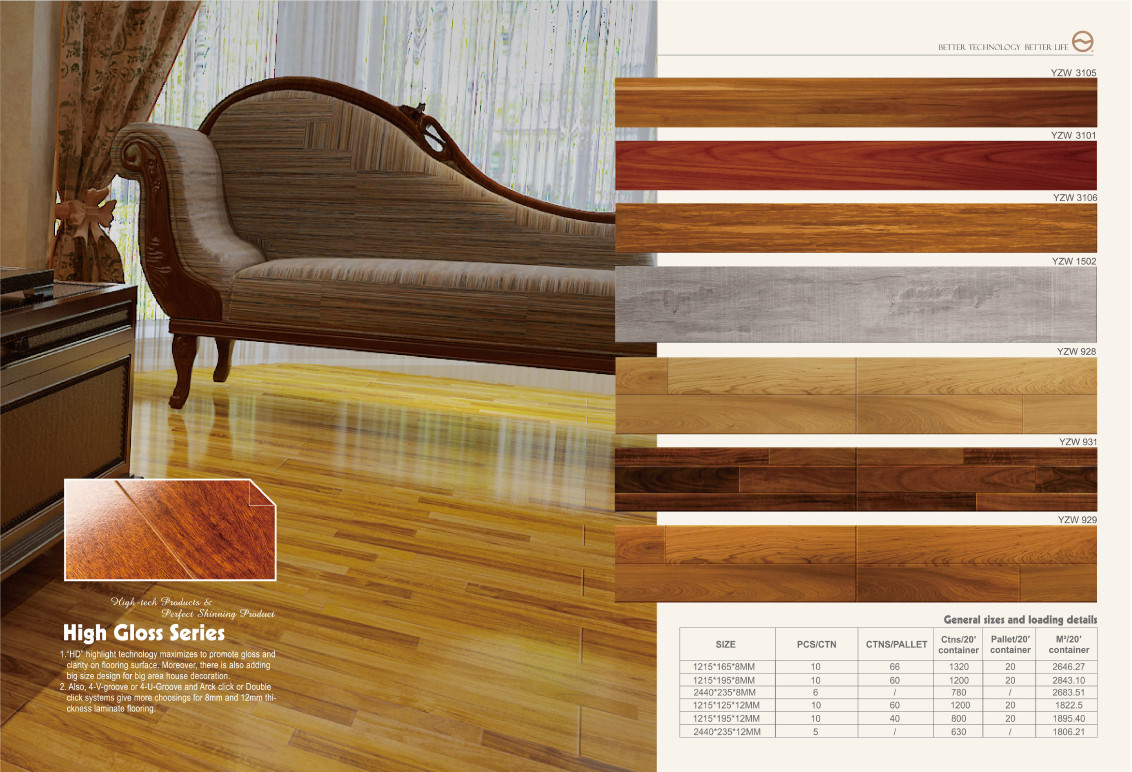 BETTER TECHNOLOGY BETTER LIFE
YZW 3105
YZW 3101
YZW 3106
YZW 1502
YZW 928
YZW 931
YZW 929
High-tech Products &
Perfect Shinning Product
High Gloss Series
1.“HD” highlight technology maximizes to promote gloss and
clarity on flooring surface. Moreover, there is also adding
big size design for big area house decoration.
2. Also, 4-V-groove or 4-U-Groove and Arck click or Double
click systems give more choosings for 8mm and 12mm thi-
ckness laminate flooring.
General sizes and loading details
SIZE PCS/CTN CTNS/PALLET Ctns/20’ container Pallet/20’ container M²/20’ container
1215*165*8MM 10 66 1320 20 2646.27
1215*195*8MM 10 60 1200 20 2843.10
2440*235*8MM 6 / 780 / 2683.51
1215*125*12MM 10 60 1200 20 1822.5
1215*195*12MM 10 40 800 20 1895.40
2440*235*12MM 5 / 630 / 1806.21